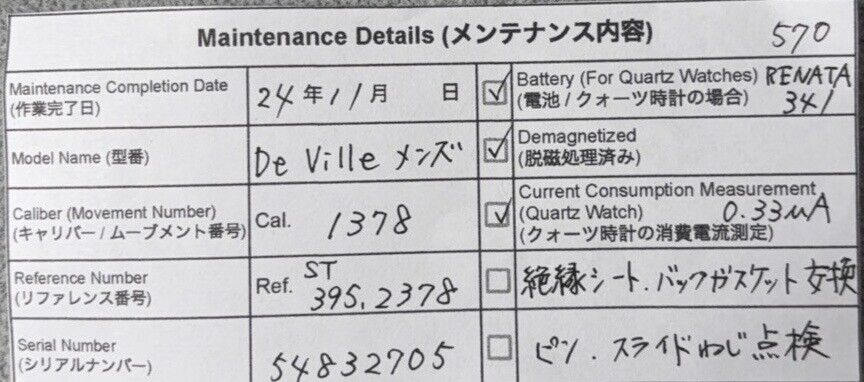 Maintenance Details (メンテナンス内容)
570
Maintenance Completion Date
(作業完了日)
24年11月 日
Battery (For Quartz Watches) RENATA
(電池 / クォーツ時計の場合) 341
Model Name (型番)
De Ville メンズ
Demagnetized
(脱磁処理済み)
Caliber (Movement Number)
(キャリバー / ムーブメント番号)
Cal. 1378
Current Consumption Measurement
(Quartz Watch) 0.33μA
(クォーツ時計の消費電流測定)
Reference Number
(リファレンス番号)
Ref. ST
395.2378
絶縁シート.バックガスケット交換
Serial Number
(シリアルナンバー)
54832705
ピン.スライドねじ点検